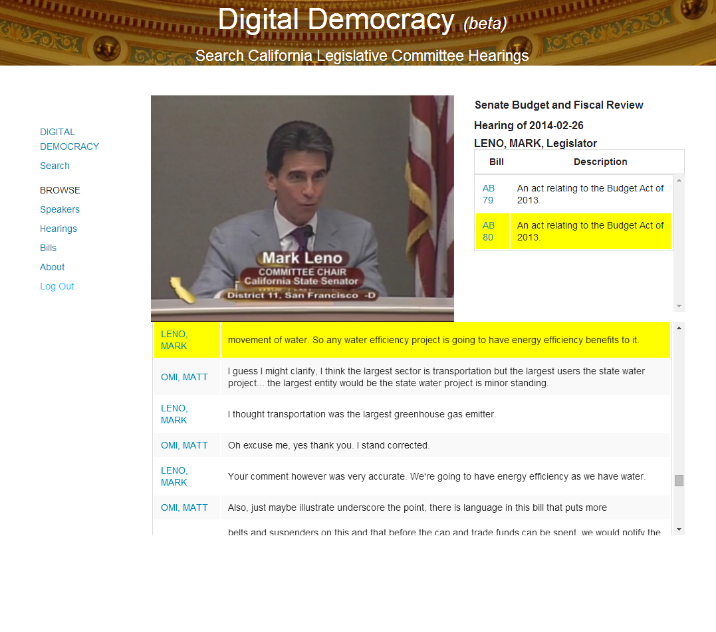 Digital Democracy (beta)
Search California Legislative Committee Hearings
DIGITAL
DEMOCRACY
Search
BROWSE
Speakers
Hearings
Bills
About
Log Out
Mark Leno
COMMITTEE CHAIR
California State Senator
District 11, San Francisco -D
Senate Budget and Fiscal Review
Hearing of 2014-02-26
LENO, MARK, Legislator
Bill Description
AB
79
An act relating to the Budget Act of
2013.
AB
80
An act relating to the Budget Act of
2013.
LENO,
MARK
movement of water. So any water efficiency project is going to have energy efficiency benefits to it.
OMI, MATT
I guess I might clarify, I think the largest sector is transportation but the largest users the state water
project... the largest entity would be the state water project is minor standing.
LENO,
MARK
I thought transportation was the largest greenhouse gas emitter.
OMI, MATT
Oh excuse me, yes thank you. I stand corrected.
LENO,
MARK
Your comment however was very accurate. We're going to have energy efficiency as we have water.
OMI, MATT
Also, just maybe illustrate underscore the point, there is language in this bill that puts more
belts and suspenders on this and that before the cap and trade funds can be spent, we would notify the